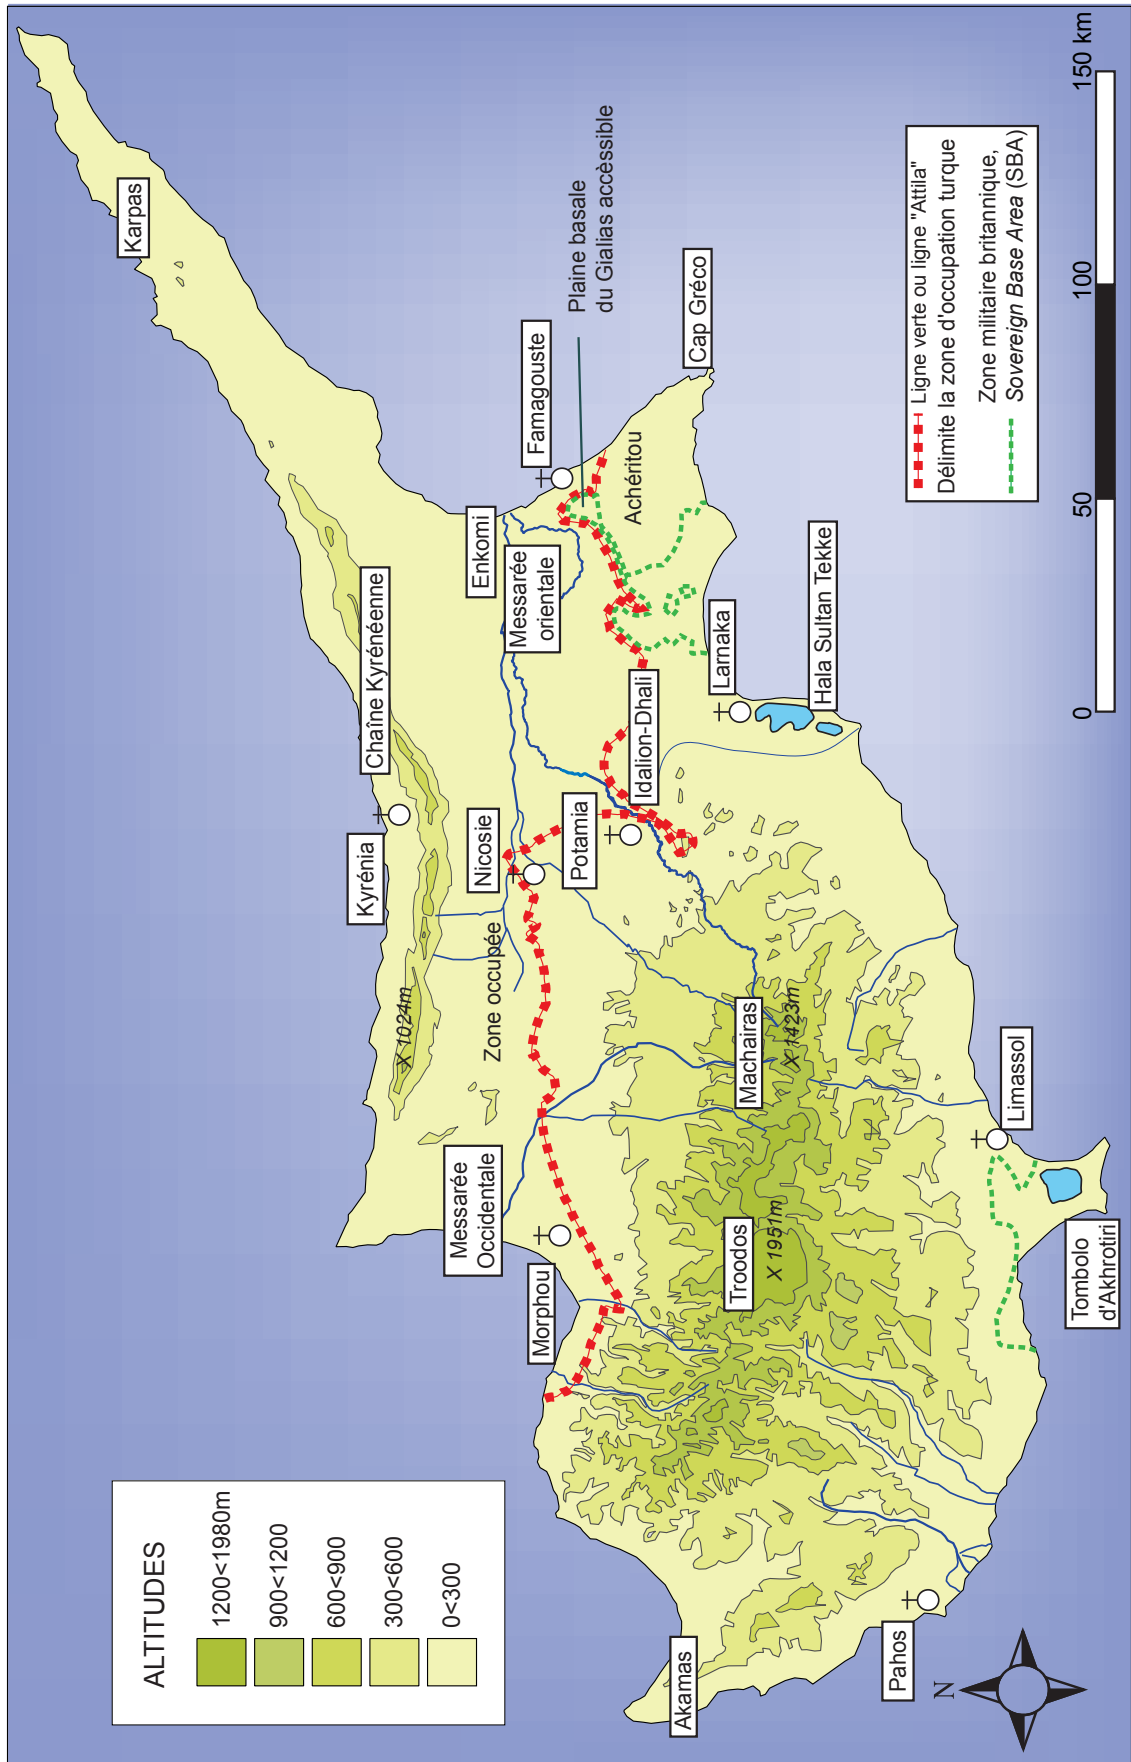 Karpas
Chaîne Kyrénéenne
Kyrénia
X 1024m
Zone occupée
Nicosie
Enkomi
Famagouste
Messarée
orientale
Plaine basale
du Gialias accèssible
Achéritou
Cap Gréco
Potamia
Idalion-Dhali
Larnaka
Hala Sultan Tekke
Messarée
Occidentale
Morphou
Machairas
X 1423m
Troodos
X 1951m
Limassol
Tombolo
d'Akhrotiri
Akamas
Pahos
N
ALTITUDES
1200<1980m
900<1200
600<900
300<600
0<300
Ligne verte ou ligne "Attila"
Délimite la zone d'occupation turque
Zone militaire britannique,
Sovereign Base Area (SBA)
0 50 100 150 km